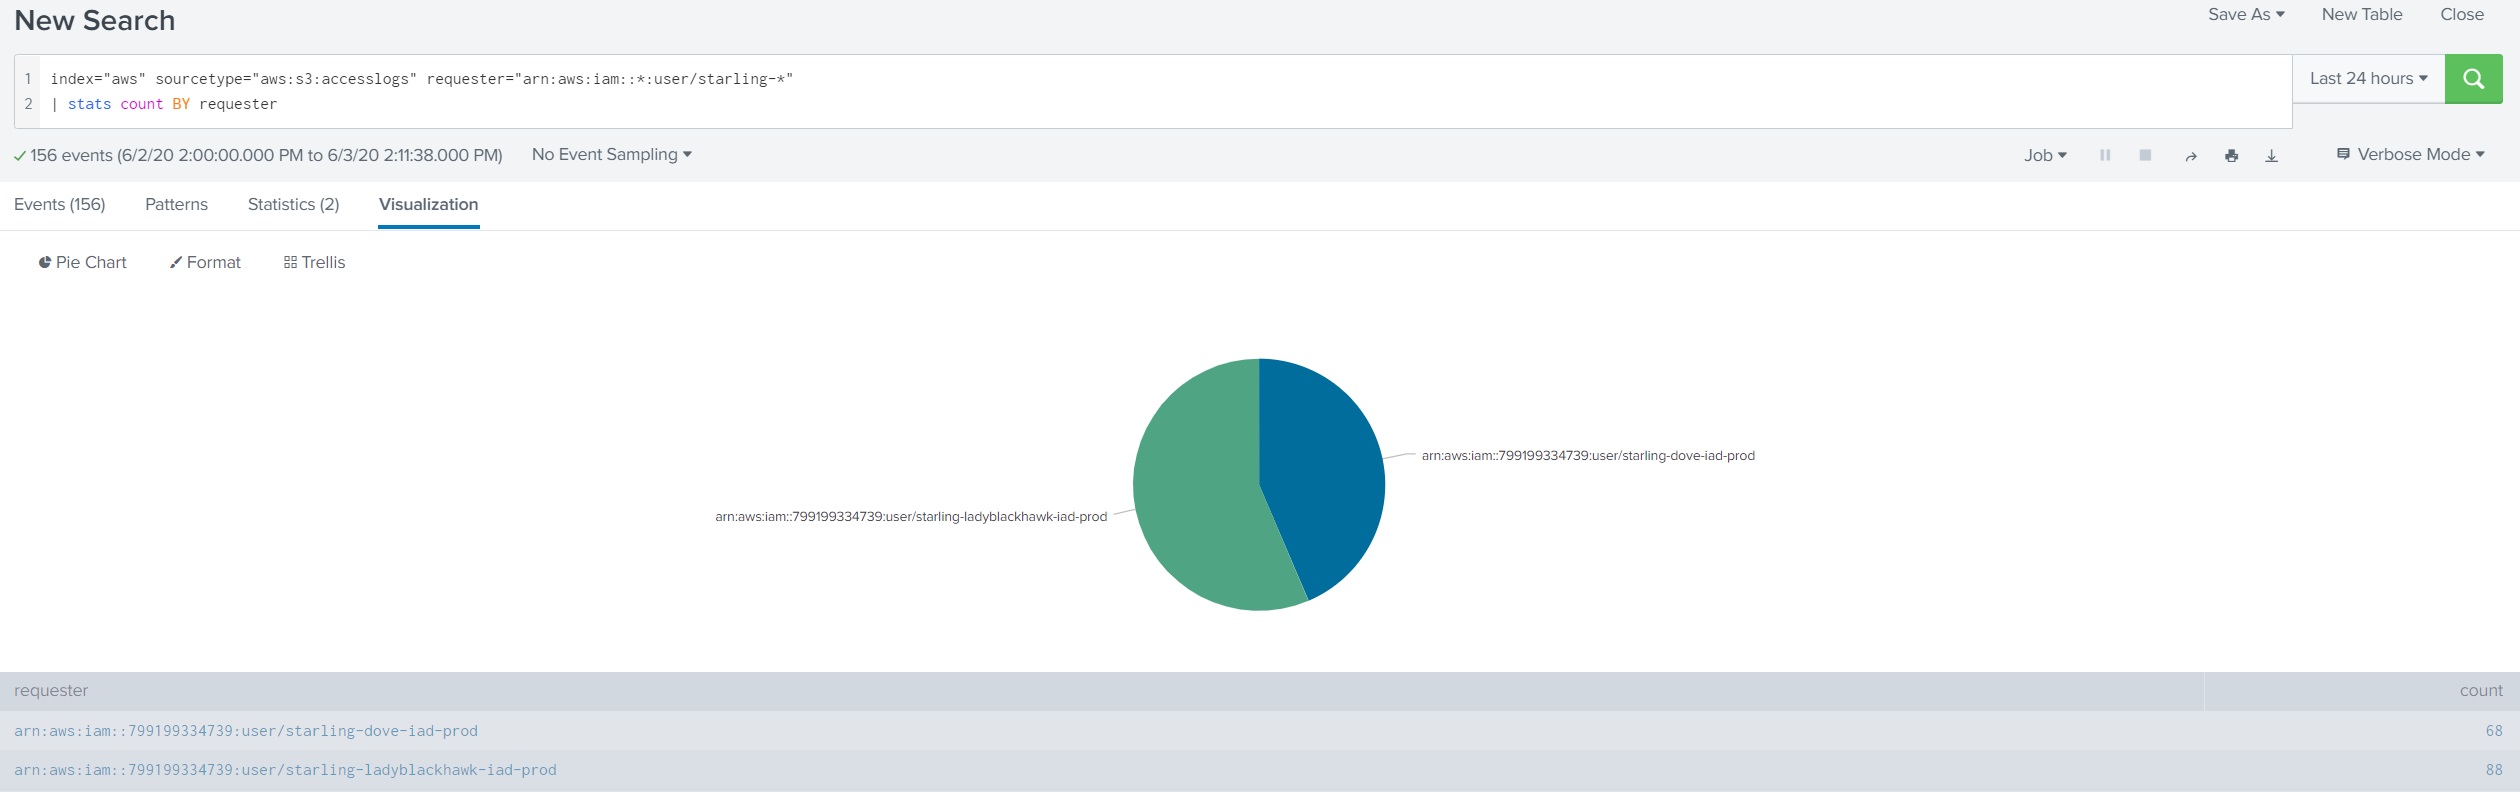 New Search
Save As New Table Close
1 index="aws" sourcetype="aws:s3:accesslogs" requester="arn:aws:iam::*:user/starling-*"
Last 24 hours
2 | stats count BY requester
156 events (6/2/20 2:00:00.000 PM to 6/3/20 2:11:38.000 PM) No Event Sampling
Job Verbose Mode
Events (156) Patterns Statistics (2) Visualization
Pie Chart Format Trellis
arn:aws:iam::799199334739:user/starling-dove-iad-prod
arn:aws:iam::799199334739:user/starling-ladyblackhawk-iad-prod
requester count
arn:aws:iam::799199334739:user/starling-dove-iad-prod 68
arn:aws:iam::799199334739:user/starling-ladyblackhawk-iad-prod 88